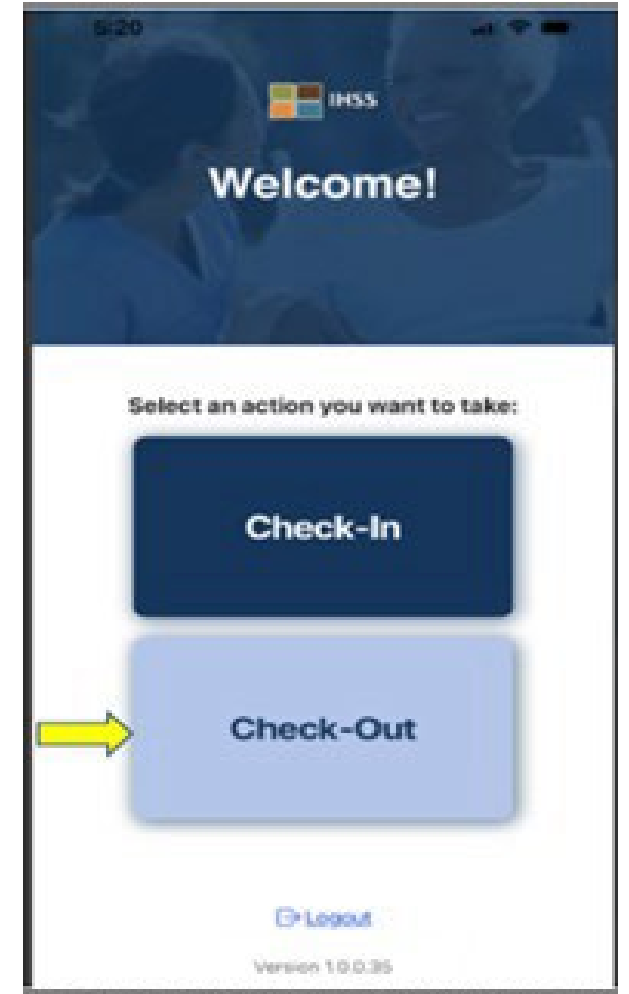 5:20
IHSS
Welcome!
Select an action you want to take:
Check-In
Check-Out
Logout
Version 1.0.0.35